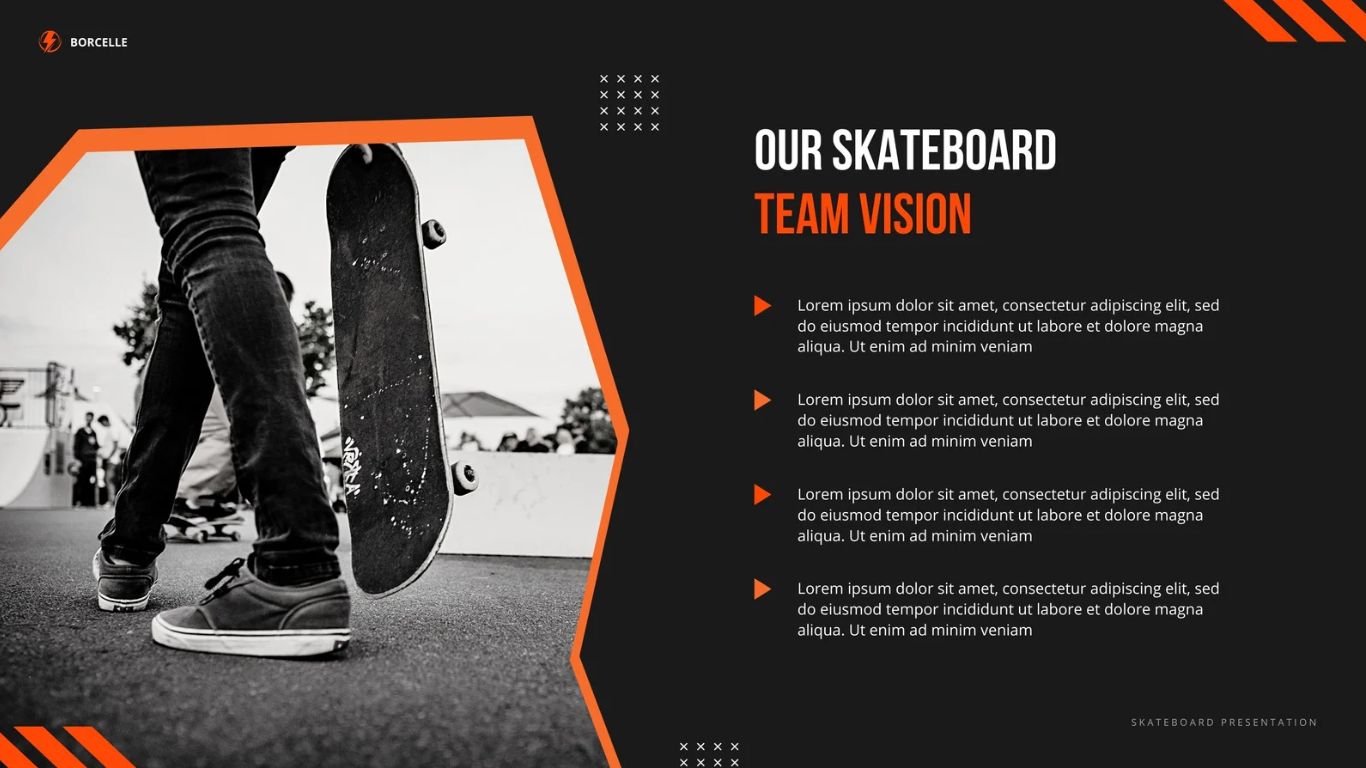 BORCELLE
OUR SKATEBOARD
TEAM VISION
Lorem ipsum dolor sit amet, consectetur adipiscing elit, sed
do eiusmod tempor incididunt ut labore et dolore magna
aliqua. Ut enim ad minim veniam
Lorem ipsum dolor sit amet, consectetur adipiscing elit, sed
do eiusmod tempor incididunt ut labore et dolore magna
aliqua. Ut enim ad minim veniam
Lorem ipsum dolor sit amet, consectetur adipiscing elit, sed
do eiusmod tempor incididunt ut labore et dolore magna
aliqua. Ut enim ad minim veniam
Lorem ipsum dolor sit amet, consectetur adipiscing elit, sed
do eiusmod tempor incididunt ut labore et dolore magna
aliqua. Ut enim ad minim veniam
SKATEBOARD PRESENTATION